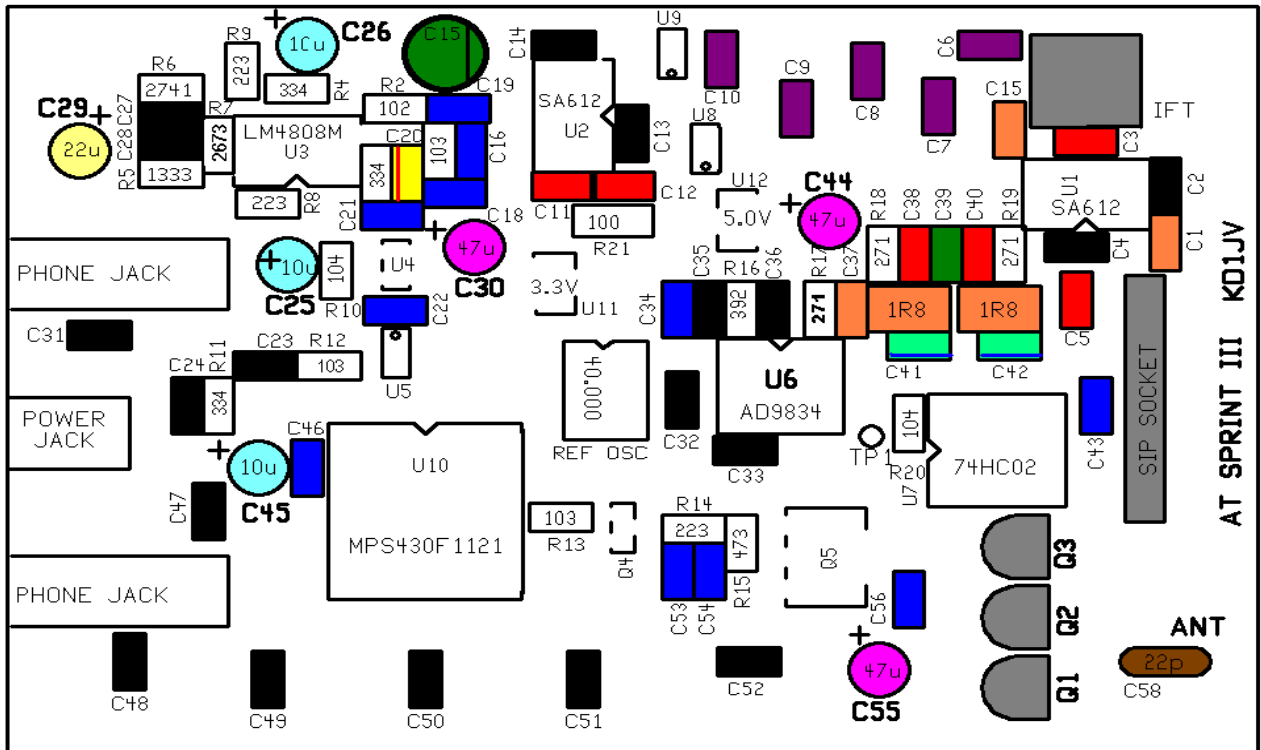 R9
C26
10u
C15
C14
U9
C6
R6
2741
223
334
R4
R2
102
C19
SA612
U2
C10
C9
C8
C7
C15
IFT
C3
C29
22u
C27
C28
R7
2673
LM4808M
U3
C20
103
C16
C13
U8
R5
1333
334
223
R8
C21
C18
C11
C12
100
R21
U12
5.0V
C44
47u
R18
C38
C39
C40
R19
U1
SA612
C2
C1
C4
PHONE JACK
10u
C25
104
R10
U4
47u
C30
C22
3.3V
U11
C35
R16
C36
R17
C37
271
271
C34
392
271
1R8
1R8
C5
C31
C24
R11
334
C23
R12
103
U5
40.000
REF OSC
U6
AD9834
C41
C42
AT SPRINT III KD1JV
SIP SOCKET
POWER
JACK
C32
C33
TP1
104
R20
U7
74HC02
C43
10u
C45
C46
U10
MPS430F1121
C47
103
R13
Q4
R14
223
473
R15
C53
C54
Q5
C56
Q3
Q2
Q1
PHONE JACK
C48
C49
C50
C51
C52
47u
C55
ANT
22p
C58